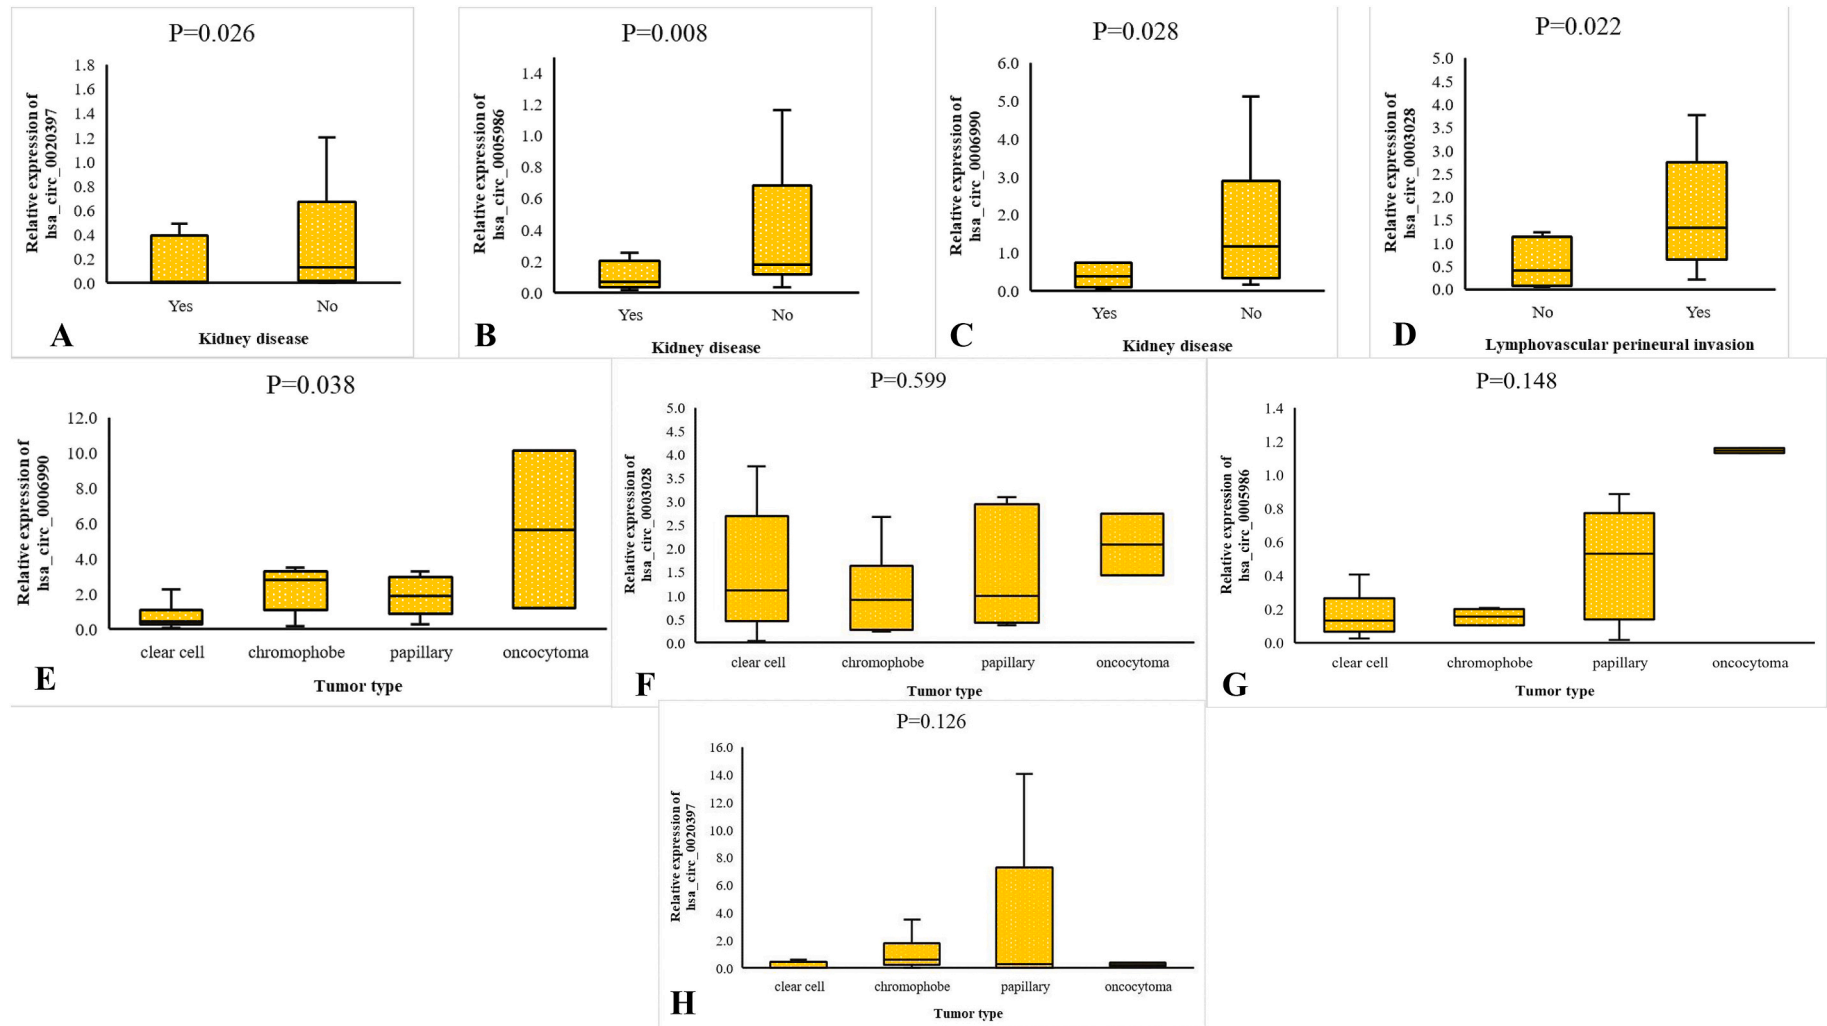 P=0.026
Relative expression of
hsa_circ_0020397
1.8
1.6
1.4
1.2
1.0
0.8
0.6
0.4
0.2
0.0
Yes
No
Kidney disease
A
P=0.008
Relative expression of
hsa_circ_0005986
1.4
1.2
1.0
0.8
0.6
0.4
0.2
0.0
Yes
No
Kidney disease
B
P=0.028
Relative expression of
hsa_circ_0006990
6.0
5.0
4.0
3.0
2.0
1.0
0.0
Yes
No
Kidney disease
C
P=0.022
Relative expression of
hsa_circ_0003028
5.0
4.5
4.0
3.5
3.0
2.5
2.0
1.5
1.0
0.5
0.0
No
Yes
Lymphovascular perineural invasion
D
P=0.038
Relative expression of
hsa_circ_0006990
12.0
10.0
8.0
6.0
4.0
2.0
0.0
clear cell
chromophobe
papillary
oncocytoma
Tumor type
E
P=0.599
Relative expression of
hsa_circ_0003028
5.0
4.5
4.0
3.5
3.0
2.5
2.0
1.5
1.0
0.5
0.0
clear cell
chromophobe
papillary
oncocytoma
Tumor type
F
P=0.148
Relative expression of
hsa_circ_0005986
1.4
1.2
1.0
0.8
0.6
0.4
0.2
0.0
clear cell
chromophobe
papillary
oncocytoma
Tumor type
G
P=0.126
Relative expression of
hsa_circ_0020397
16.0
14.0
12.0
10.0
8.0
6.0
4.0
2.0
0.0
clear cell
chromophobe
papillary
oncocytoma
Tumor type
H